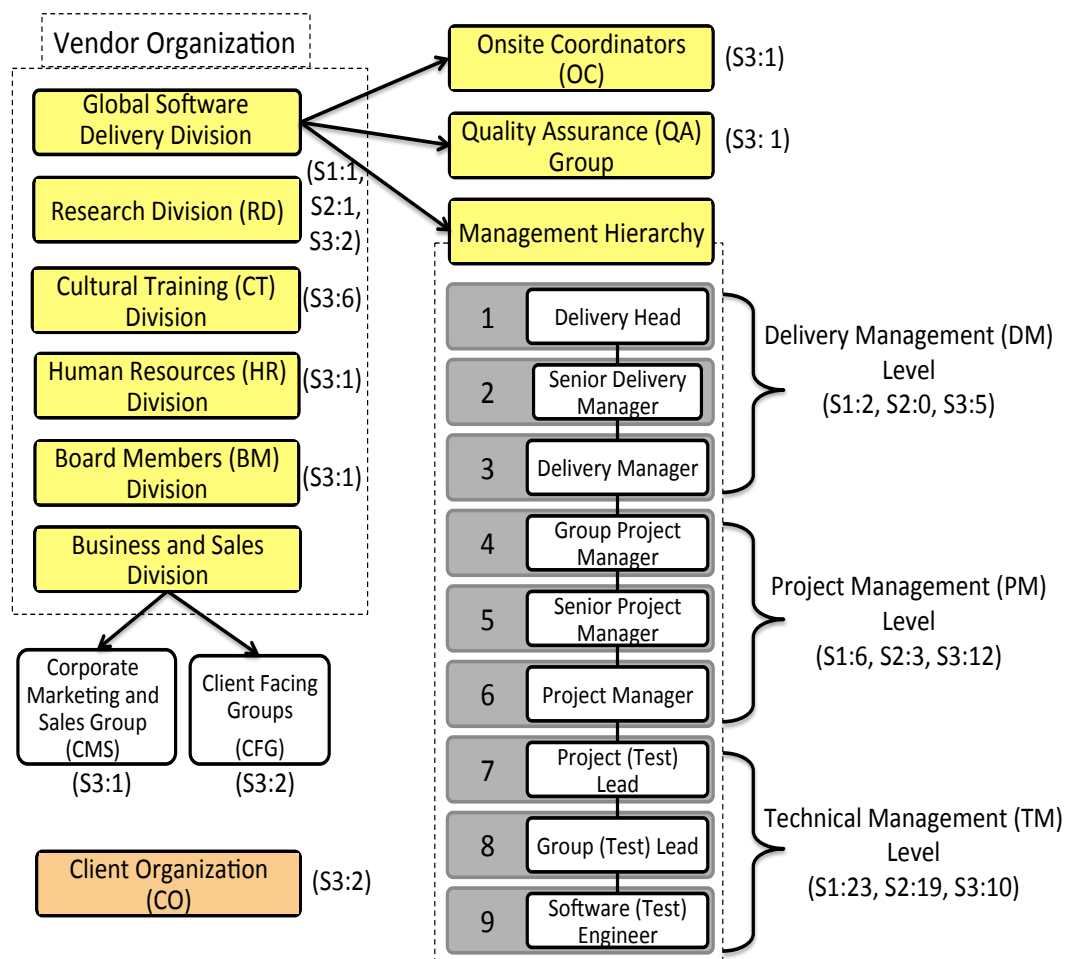 Vendor Organization
Global Software
Delivery Division
Research Division (RD)
(S1:1,
S2:1,
S3:2)
Cultural Training (CT)
Division
(S3:6)
Human Resources (HR)
Division
(S3:1)
Board Members (BM)
Division
(S3:1)
Business and Sales
Division
Corporate
Marketing and
Sales Group
(CMS)
(S3:1)
Client Facing
Groups
(CFG)
(S3:2)
Client Organization
(CO)
(S3:2)
Onsite Coordinators
(OC)
(S3:1)
Quality Assurance (QA)
Group
(S3: 1)
Management Hierarchy
1
Delivery Head
2
Senior Delivery
Manager
3
Delivery Manager
Delivery Management (DM)
Level
(S1:2, S2:0, S3:5)
4
Group Project
Manager
5
Senior Project
Manager
6
Project Manager
Project Management (PM)
Level
(S1:6, S2:3, S3:12)
7
Project (Test)
Lead
8
Group (Test) Lead
9
Software (Test)
Engineer
Technical Management (TM)
Level
(S1:23, S2:19, S3:10)